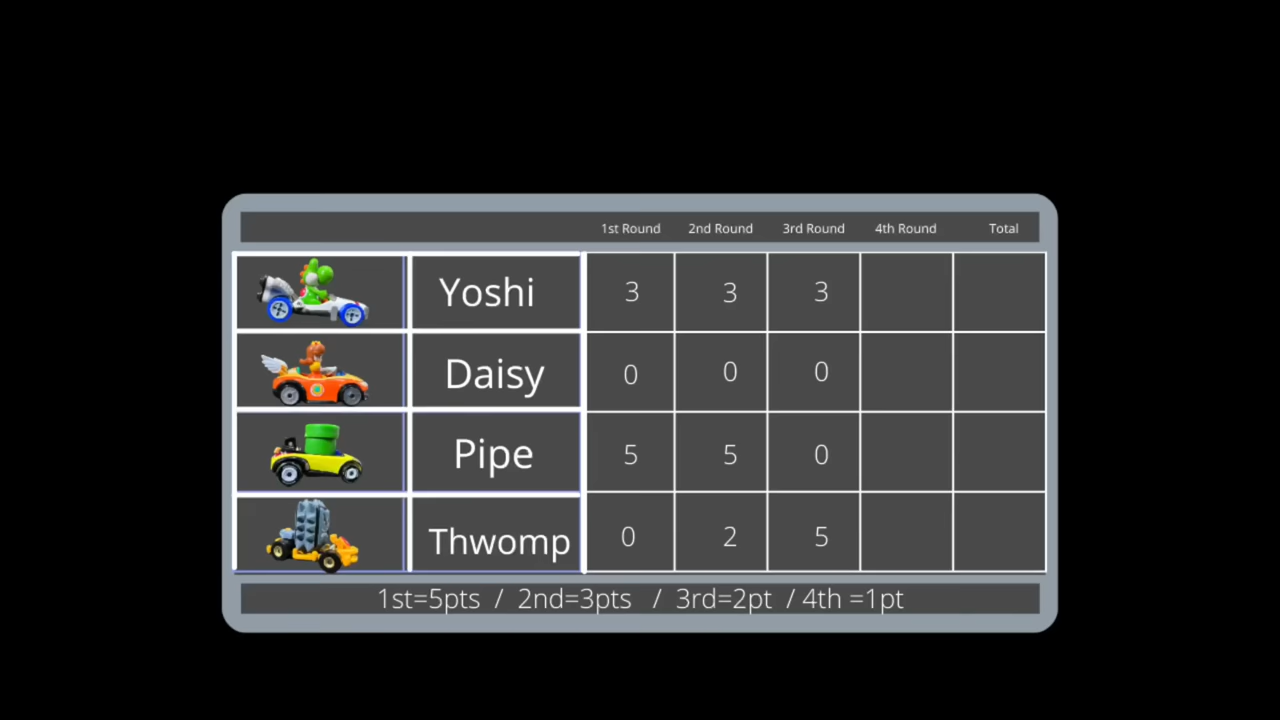 1st Round 2nd Round 3rd Round 4th Round Total
Yoshi 3 3 3
Daisy 0 0 0
Pipe 5 5 0
Thwomp 0 2 5
1st=5pts / 2nd=3pts / 3rd=2pt / 4th =1pt